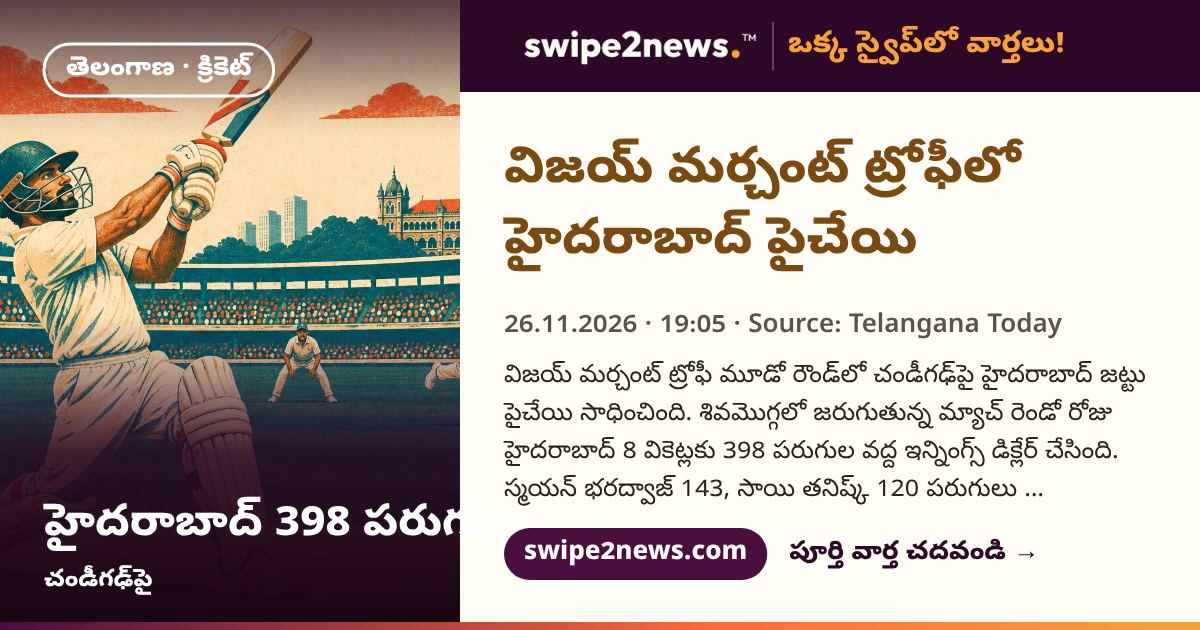 తెలంగాణ · క్రికెట్
swipe2news.™ ఒక్క స్వైప్‌లో వార్తలు!
విజయ్ మర్చంట్ ట్రోఫీలో
హైదరాబాద్ పైచేయి
26.11.2026 · 19:05 · Source: Telangana Today
విజయ్ మర్చంట్ ట్రోఫీ మూడో రౌండ్‌లో చండీగఢ్‌పై హైదరాబాద్ జట్టు
పైచేయి సాధించింది. శివమొగ్గలో జరుగుతున్న మ్యాచ్ రెండో రోజు
హైదరాబాద్ 8 వికెట్లకు 398 పరుగుల వద్ద ఇన్నింగ్స్ డిక్లేర్ చేసింది.
స్మయన్ భరద్వాజ్ 143, సాయి తనిష్క్ 120 పరుగులు ...
హైదరాబాద్ 398
చండీగఢ్‌పై
swipe2news.com పూర్తి వార్త చదవండి →